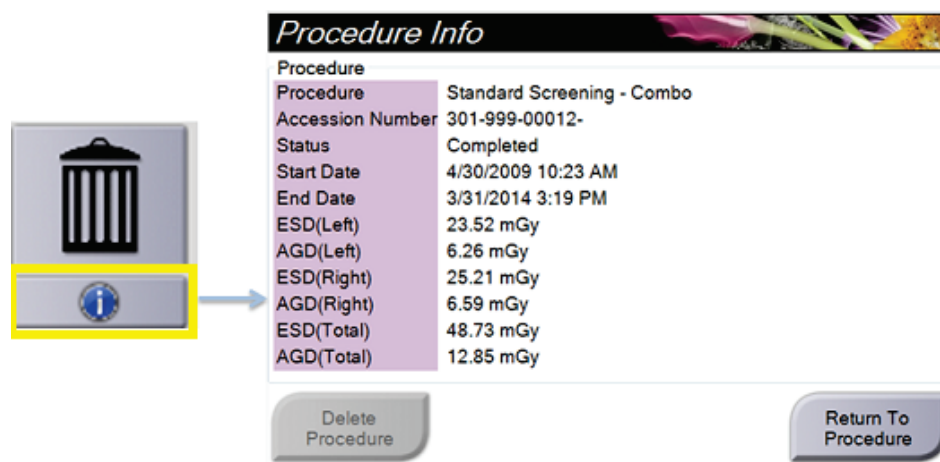 Procedure Info
Procedure
Procedure Standard Screening - Combo
Accession Number 301-999-00012-
Status Completed
Start Date 4/30/2009 10:23 AM
End Date 3/31/2014 3:19 PM
ESD(Left) 23.52 mGy
AGD(Left) 6.26 mGy
ESD(Right) 25.21 mGy
AGD(Right) 6.59 mGy
ESD(Total) 48.73 mGy
AGD(Total) 12.85 mGy
Delete
Procedure
Return To
Procedure